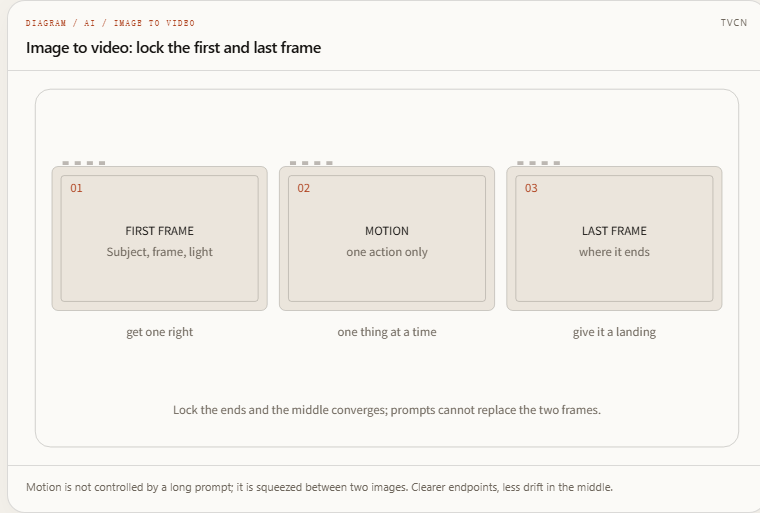 DIAGRAM / AI / IMAGE TO VIDEO
TVCN
Image to video: lock the first and last frame
01
FIRST FRAME
Subject, frame, light
get one right
02
MOTION
one action only
one thing at a time
03
LAST FRAME
where it ends
give it a landing
Lock the ends and the middle converges; prompts cannot replace the two frames.
Motion is not controlled by a long prompt; it is squeezed between two images. Clearer endpoints, less drift in the middle.